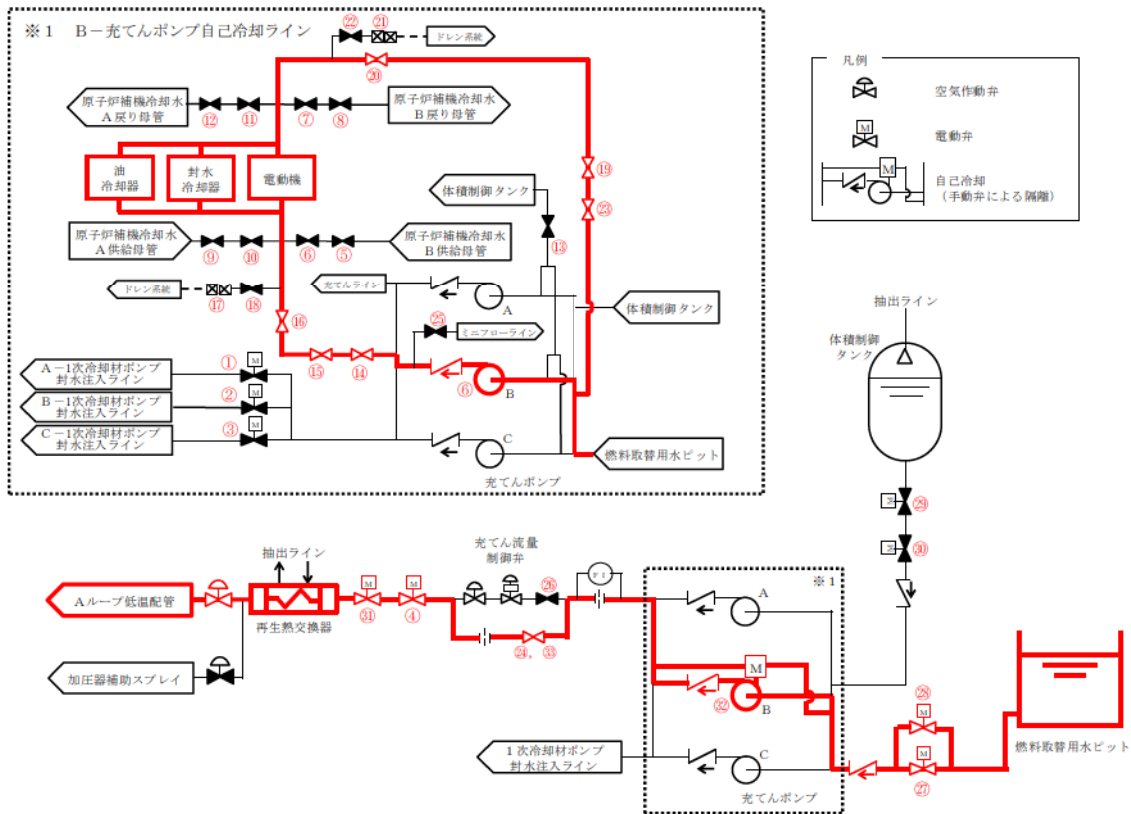 ※1 B－充てんポンプ自己冷却ライン
㉒
㉑
ドレン系統
⑳
原子炉補機冷却水
A戻り母管
⑫
⑪
⑦
⑧
原子炉補機冷却水
B戻り母管
油
冷却器
封水
冷却器
電動機
体積制御タンク
⑲
㉓
⑬
原子炉補機冷却水
A供給母管
⑨
⑩
⑥
⑤
原子炉補機冷却水
B供給母管
ドレン系統
⑰
⑱
充てんライン
A
体積制御タンク
⑯
㉕
ミニフローライン
⑮
⑭
⑥
B
A－1次冷却材ポンプ
封水注入ライン
①
M
B－1次冷却材ポンプ
封水注入ライン
②
M
C－1次冷却材ポンプ
封水注入ライン
③
M
C
燃料取替用水ピット
充てんポンプ
凡例
空気作動弁
M
電動弁
M
自己冷却
（手動弁による隔離）
抽出ライン
体積制御
タンク
M
㉙
M
㉚
抽出ライン
充てん流量
制御弁
㉖
FI
※1
Aループ低温配管
再生熱交換器
M
㉛
M
④
㉔，㉝
A
加圧器補助スプレイ
M
㉜
B
㉘
M
M
㉗
燃料取替用水ピット
1次冷却材ポンプ
封水注入ライン
C
充てんポンプ